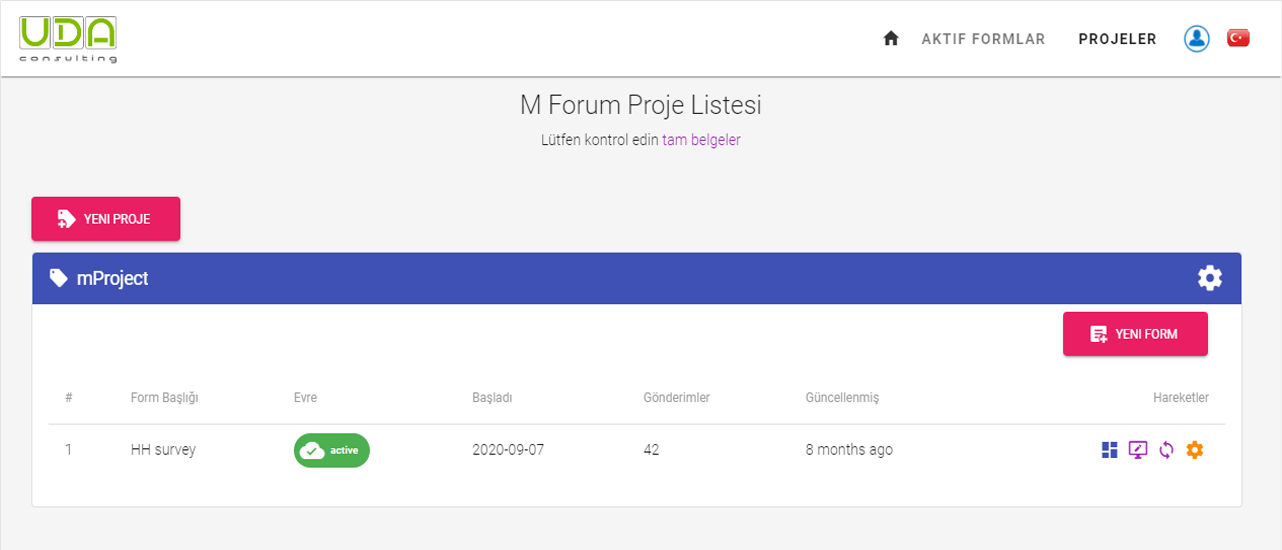 UDA
consulting
AKTIF FORMLAR PROJELER
M Forum Proje Listesi
Lütfen kontrol edin tam belgeler
YENI PROJE
mProject
YENI FORM
# Form Başlığı Evre Başladı Gönderimler Güncellenmiş Hareketler
1 HH survey active 2020-09-07 42 8 months ago